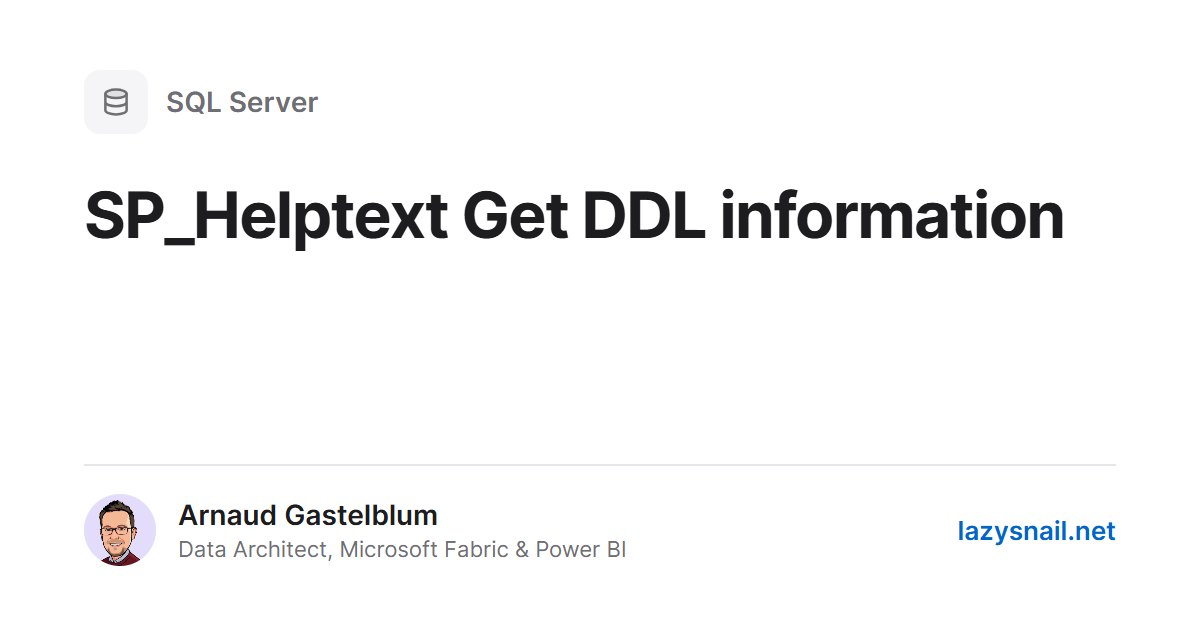 SQL Server
SP_Helptext Get DDL information
Arnaud Gastelblum
Data Architect, Microsoft Fabric & Power BI
lazysnail.net